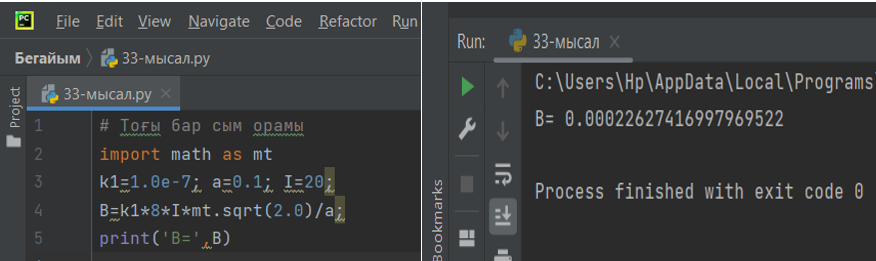 PC File Edit View Navigate Code Refactor Run
Бегайым 33-мысал.py
33-мысал.py
Project
1 # Тоғы бар сым орамы
2 import math as mt
3 k1=1.0e-7; a=0.1; I=20;
4 B=k1*8*I*mt.sqrt(2.0)/a;
5 print('B=',B)
Run: 33-мысал
C:\Users\Hp\AppData\Local\Programs\
B= 0.00022627416997969522
Process finished with exit code 0
Bookmarks